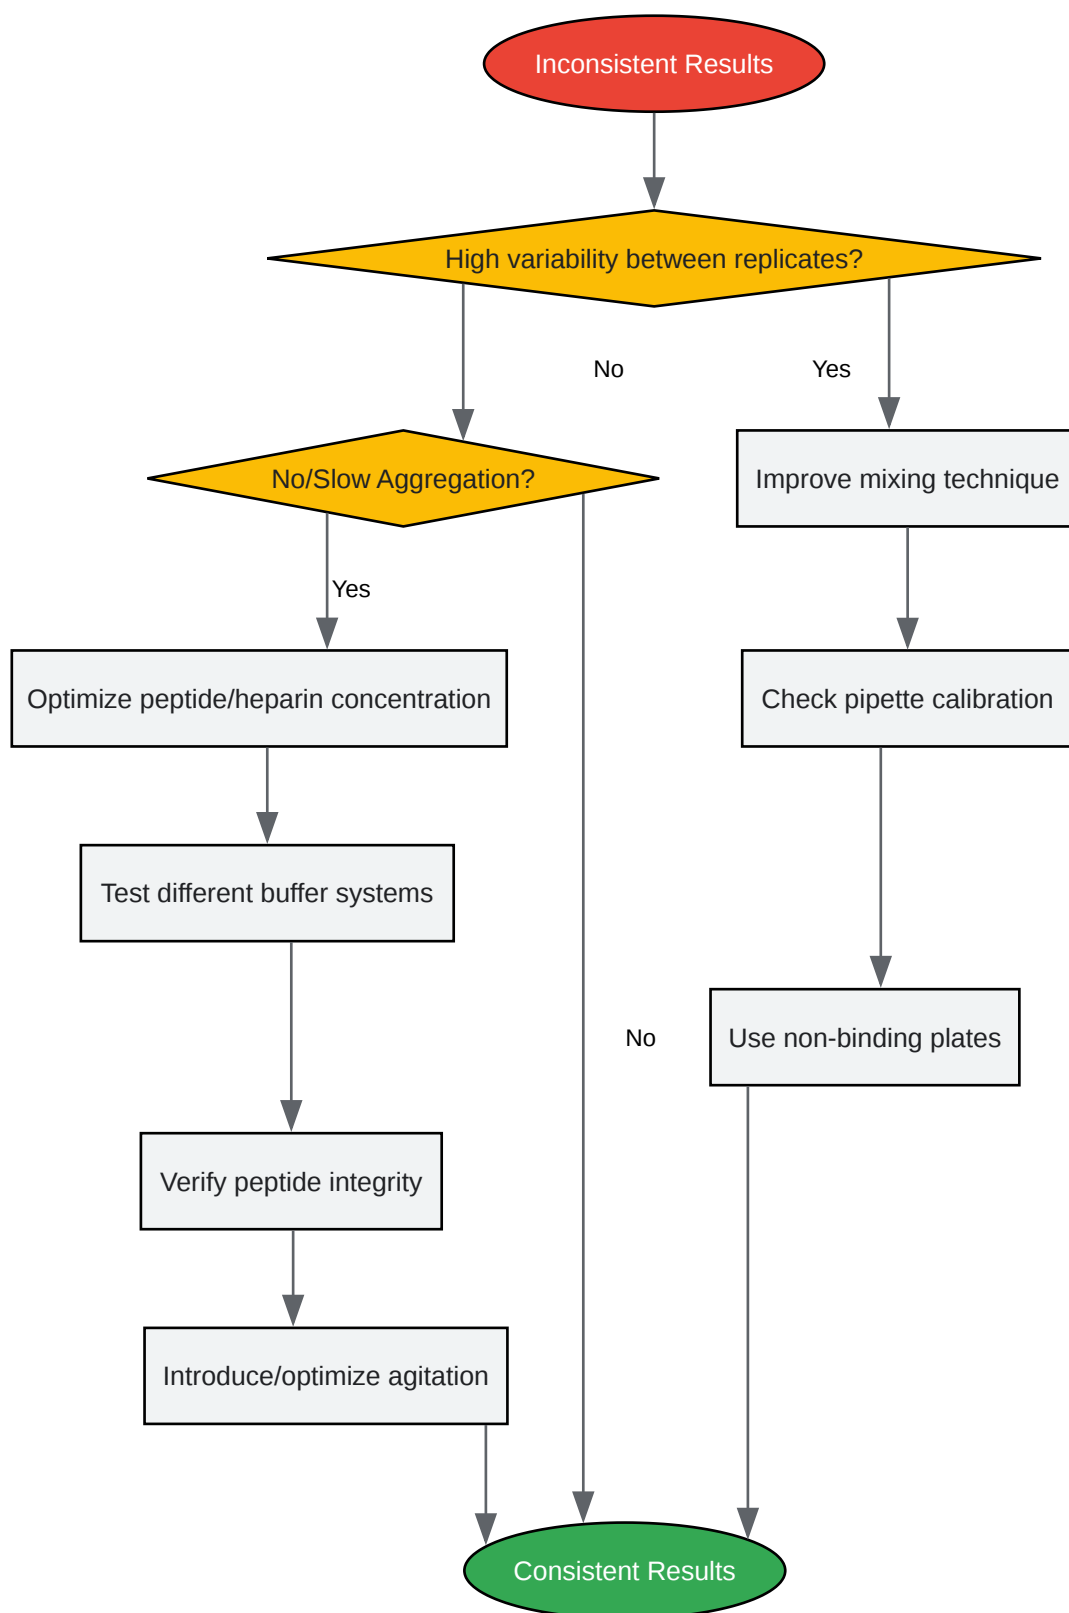 Inconsistent Results
High variability between replicates?
No
Yes
No/Slow Aggregation?
Improve mixing technique
Yes
Optimize peptide/heparin concentration
Check pipette calibration
Test different buffer systems
No
Use non-binding plates
Verify peptide integrity
Introduce/optimize agitation
Consistent Results